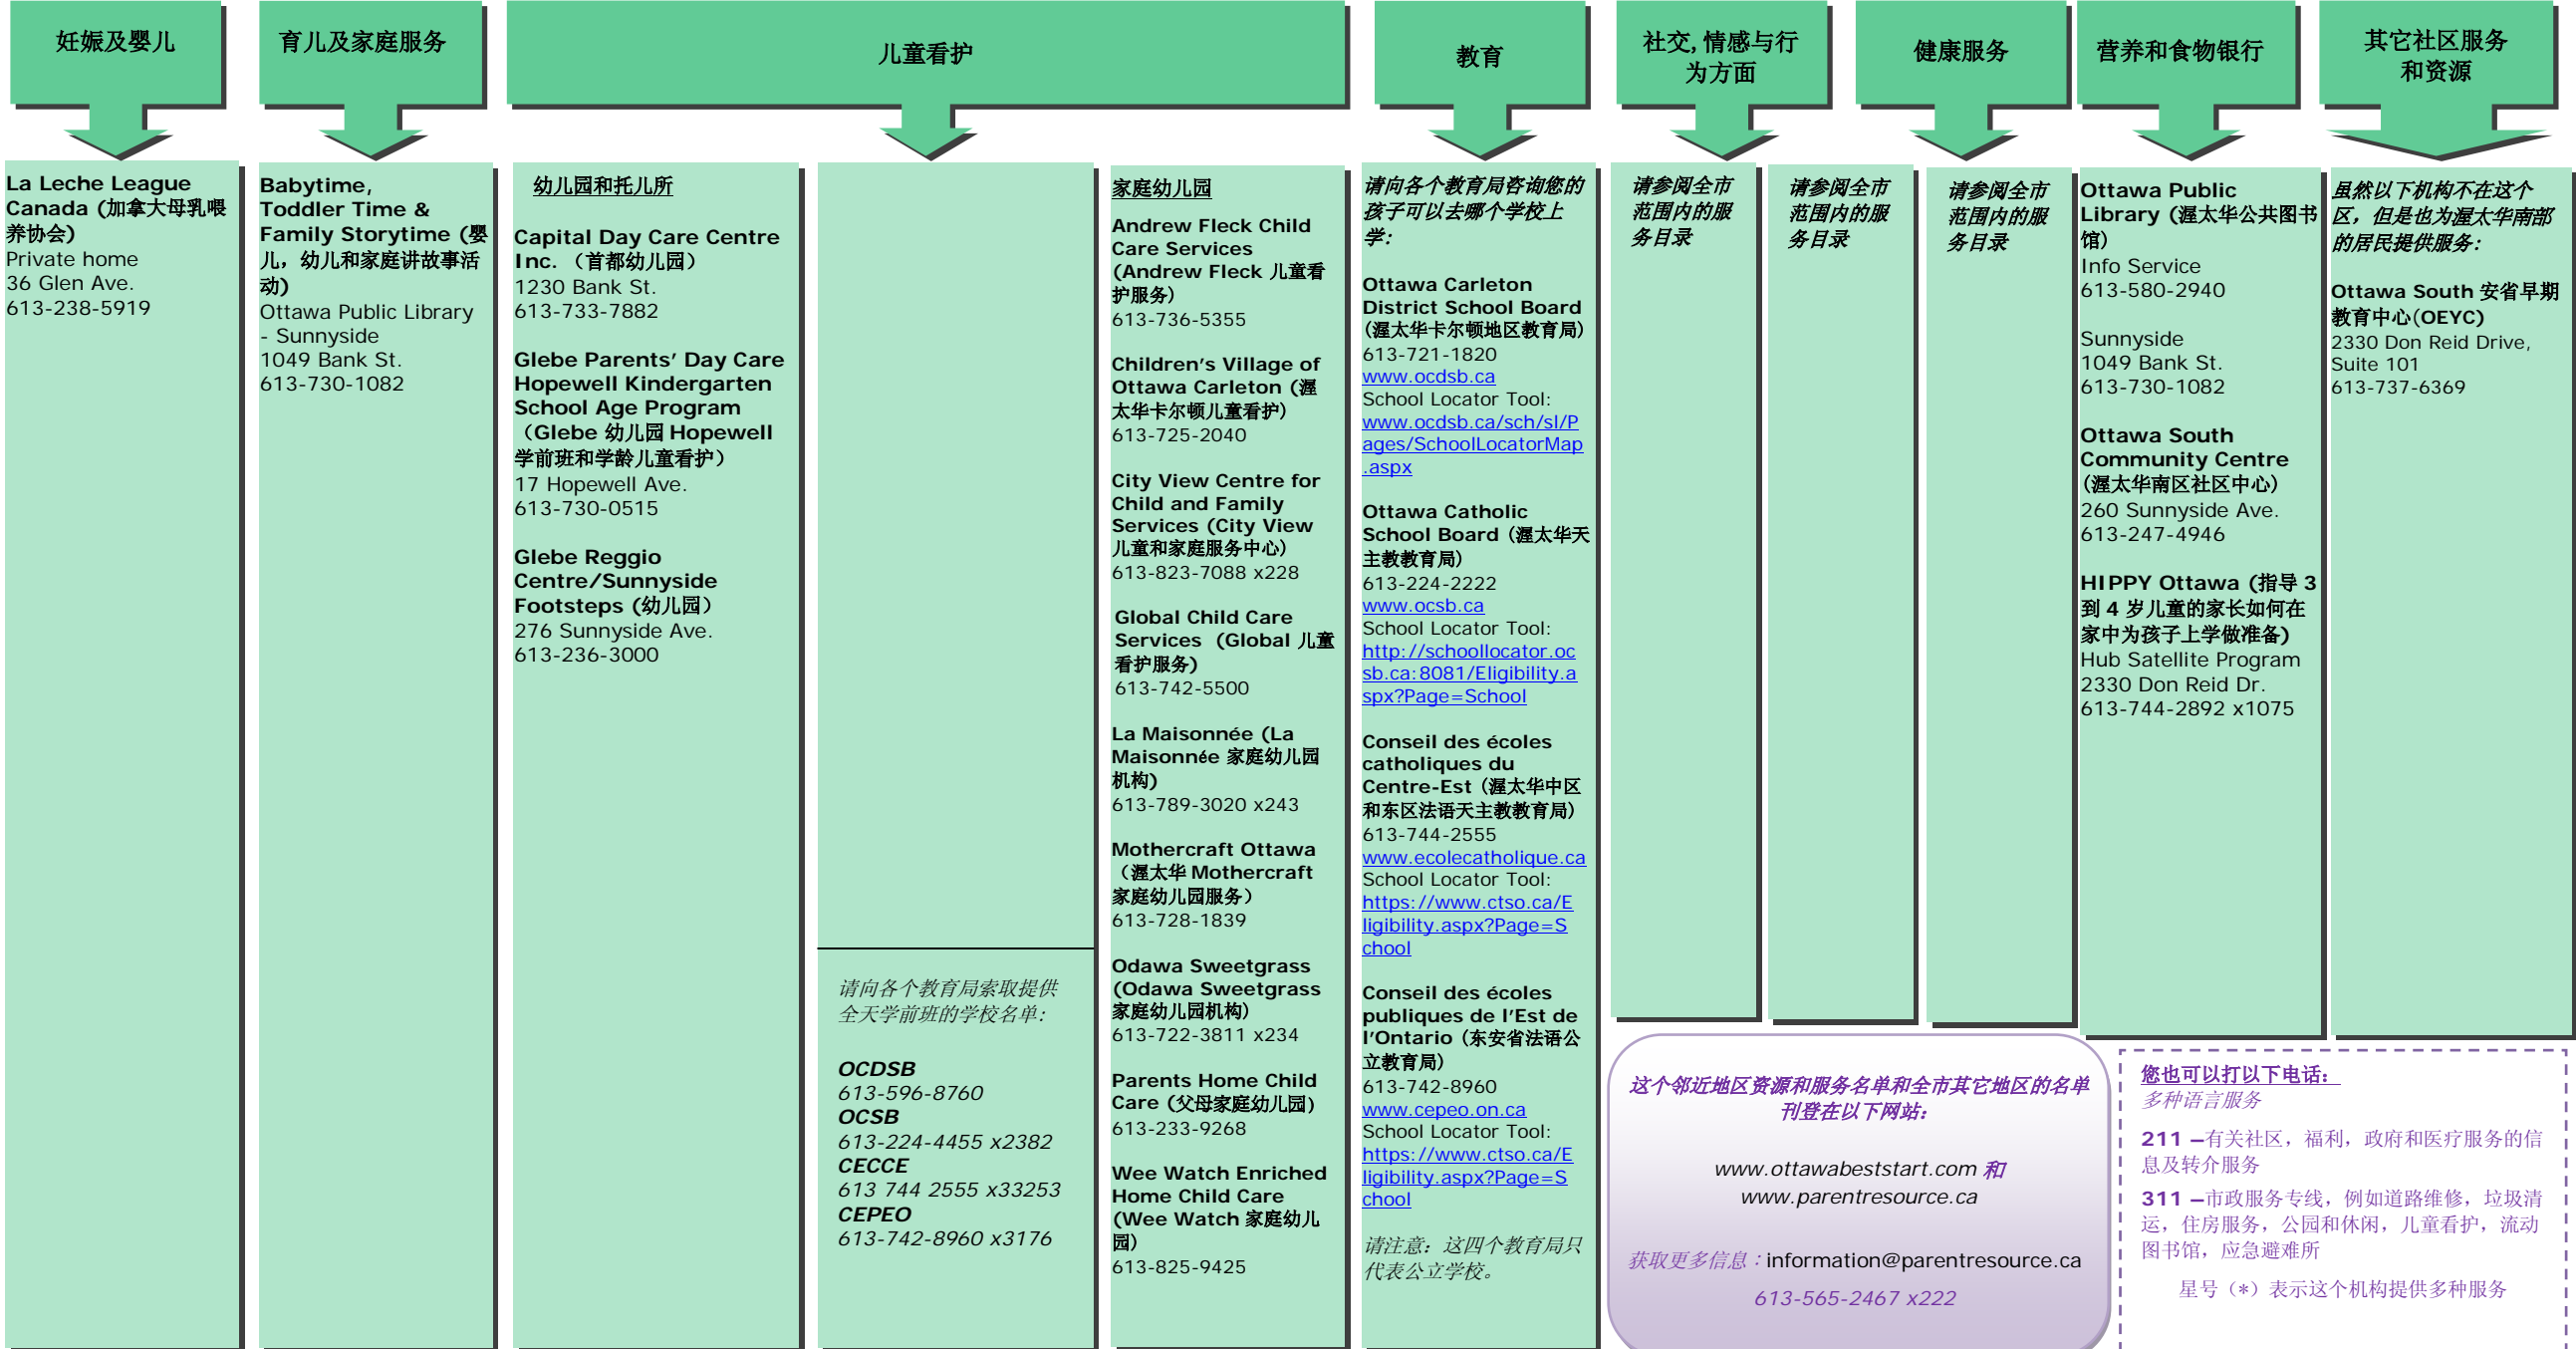 妊娠及婴儿
育儿及家庭服务
儿童看护
教育
社交,情感与行
为方面
健康服务
营养和食物银行
其它社区服务
和资源
La Leche League
Canada (加拿大母乳喂
养协会)
Private home
36 Glen Ave.
613-238-5919
Babytime,
Toddler Time &
Family Storytime (婴
儿，幼儿和家庭讲故事活
动)
Ottawa Public Library
- Sunnyside
1049 Bank St.
613-730-1082
幼儿园和托儿所
Capital Day Care Centre
Inc. （首都幼儿园）
1230 Bank St.
613-733-7882
Glebe Parents’ Day Care
Hopewell Kindergarten
School Age Program
（Glebe 幼儿园 Hopewell
学前班和学龄儿童看护）
17 Hopewell Ave.
613-730-0515
Glebe Reggio
Centre/Sunnyside
Footsteps (幼儿园）
276 Sunnyside Ave.
613-236-3000
请向各个教育局索取提供
全天学前班的学校名单:
OCDSB
613-596-8760
OCSB
613-224-4455 x2382
CECCE
613 744 2555 x33253
CEPEO
613-742-8960 x3176
家庭幼儿园
Andrew Fleck Child
Care Services
(Andrew Fleck 儿童看
护服务)
613-736-5355
Children’s Village of
Ottawa Carleton (渥
太华卡尔顿儿童看护)
613-725-2040
City View Centre for
Child and Family
Services (City View
儿童和家庭服务中心)
613-823-7088 x228
Global Child Care
Services (Global 儿童
看护服务)
613-742-5500
La Maisonnée (La
Maisonnée 家庭幼儿园
机构)
613-789-3020 x243
Mothercraft Ottawa
（渥太华 Mothercraft
家庭幼儿园服务）
613-728-1839
Odawa Sweetgrass
(Odawa Sweetgrass
家庭幼儿园机构)
613-722-3811 x234
Parents Home Child
Care (父母家庭幼儿园)
613-233-9268
Wee Watch Enriched
Home Child Care
(Wee Watch 家庭幼儿
园)
613-825-9425
请向各个教育局咨询您的
孩子可以去哪个学校上
学:
Ottawa Carleton
District School Board
(渥太华卡尔顿地区教育局)
613-721-1820
www.ocdsb.ca
School Locator Tool:
www.ocdsb.ca/sch/sl/P
ages/SchoolLocatorMap
.aspx
Ottawa Catholic
School Board (渥太华天
主教教育局)
613-224-2222
www.ocsb.ca
School Locator Tool:
http://schoollocator.oc
sb.ca:8081/Eligibility.a
spx?Page=School
Conseil des écoles
catholiques du
Centre-Est (渥太华中区
和东区法语天主教教育局)
613-744-2555
www.ecolecatholique.ca
School Locator Tool:
https://www.ctso.ca/E
ligibility.aspx?Page=S
chool
Conseil des écoles
publiques de l’Est de
l’Ontario (东安省法语公
立教育局)
613-742-8960
www.cepeo.on.ca
School Locator Tool:
https://www.ctso.ca/E
ligibility.aspx?Page=S
chool
请注意: 这四个教育局只
代表公立学校。
请参阅全市
范围内的服
务目录
请参阅全市
范围内的服
务目录
请参阅全市
范围内的服
务目录
Ottawa Public
Library (渥太华公共图书
馆)
Info Service
613-580-2940
Sunnyside
1049 Bank St.
613-730-1082
Ottawa South
Community Centre
(渥太华南区社区中心)
260 Sunnyside Ave.
613-247-4946
HIPPY Ottawa (指导 3
到 4 岁儿童的家长如何在
家中为孩子上学做准备)
Hub Satellite Program
2330 Don Reid Dr.
613-744-2892 x1075
虽然以下机构不在这个
区，但是也为渥太华南部
的居民提供服务:
Ottawa South 安省早期
教育中心(OEYC)
2330 Don Reid Drive,
Suite 101
613-737-6369
这个邻近地区资源和服务名单和全市其它地区的名单
刊登在以下网站:
www.ottawabeststart.com 和
www.parentresource.ca
获取更多信息：information@parentresource.ca
613-565-2467 x222
您也可以打以下电话:
多种语言服务
211 –有关社区，福利，政府和医疗服务的信
息及转介服务
311 –市政服务专线，例如道路维修，垃圾清
运，住房服务，公园和休闲，儿童看护，流动
图书馆，应急避难所
星号（*）表示这个机构提供多种服务